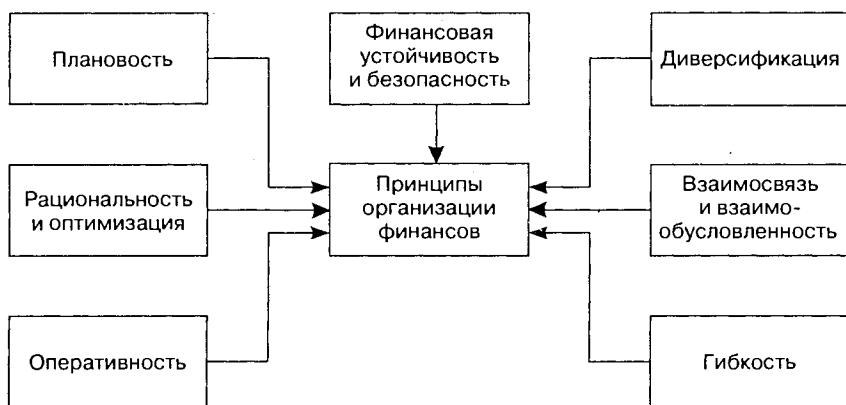 Плановость
Финансовая
устойчивость
и безопасность
Диверсификация
Рациональность
и оптимизация
Принципы
организации
финансов
Взаимосвязь
и взаимо-
обусловленность
Оперативность
Гибкость